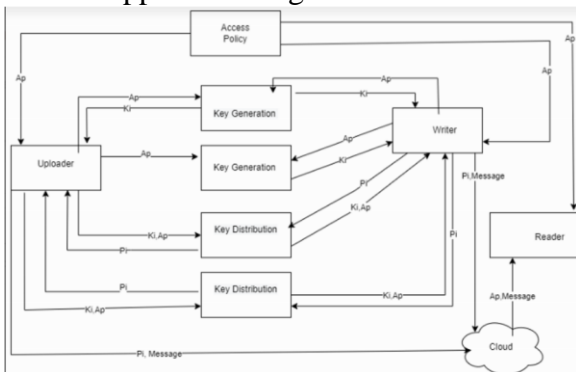 Access
Policy
Ap
Ap
Ap
Ap
Ki
Key Generation
Ap
Ki
Writer
Uploader
Ap
Key Generation
Ap
Ki
Pi,Message
Pi
Ki,Ap
Key Distribution
Ki,Ap
Pi
Pi
Reader
Pi
Key Distribution
Ki,Ap
Ki,Ap
Ap,Message
Pi, Message
Cloud